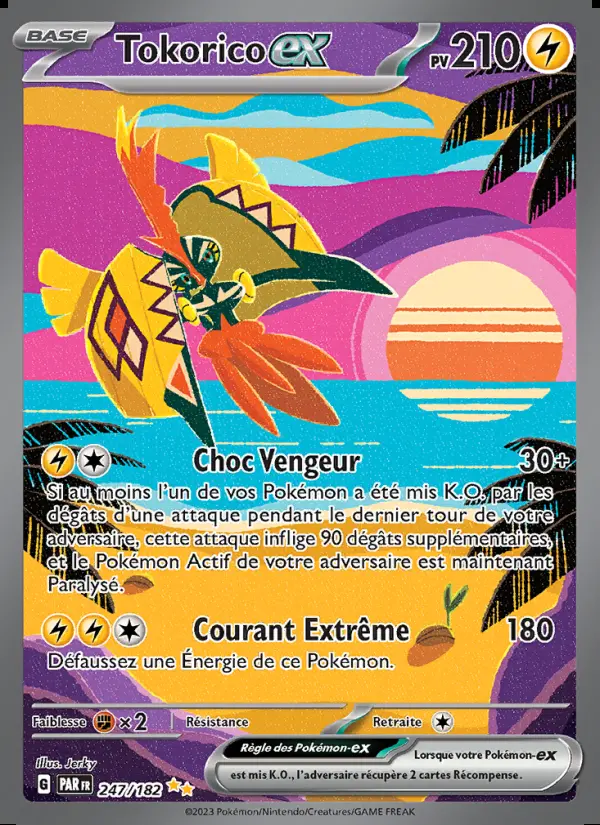 BASE
Tokorico ex
PV 210
Choc Vengeur 30+
Si au moins l'un de vos Pokémon a été mis K.O. par les
dégâts d'une attaque pendant le dernier tour de votre
adversaire, cette attaque inflige 90 dégâts supplémentaires,
et le Pokémon Actif de votre adversaire est maintenant
Paralysé.
Courant Extrême 180
Défaussez une Énergie de ce Pokémon.
Faiblesse ×2 Résistance Retraite
Règle des Pokémon-ex Lorsque votre Pokémon-ex
est mis K.O., l'adversaire récupère 2 cartes Récompense.
Illus. Jerky
G PAR FR 247/182
©2023 Pokémon/Nintendo/Creatures/GAME FREAK